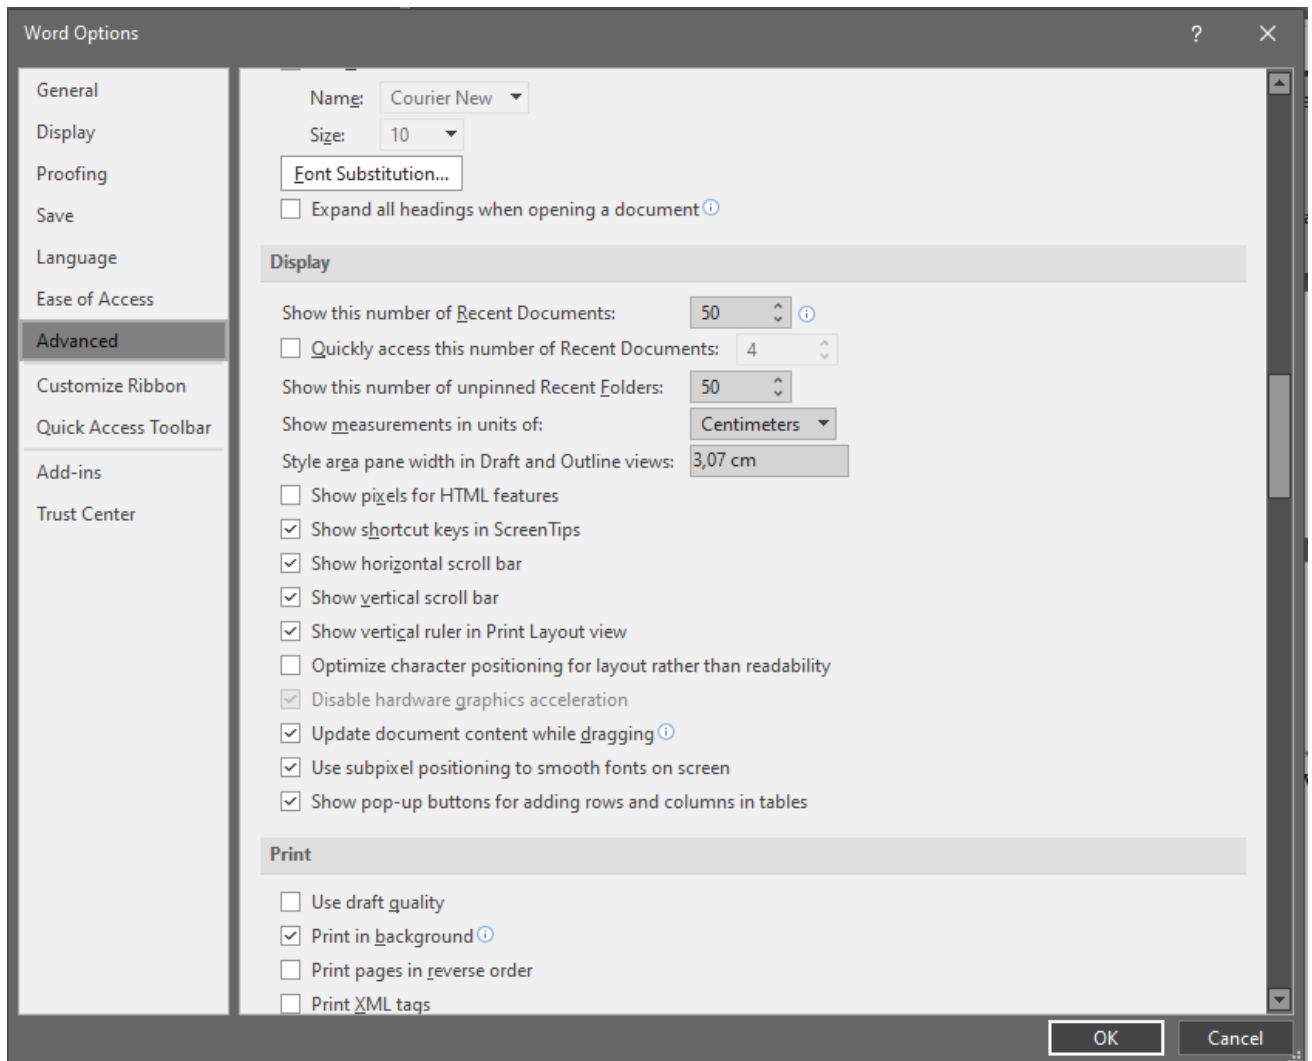 Word Options
General
Display
Proofing
Save
Language
Ease of Access
Advanced
Customize Ribbon
Quick Access Toolbar
Add-ins
Trust Center
Name: Courier New
Size: 10
Font Substitution...
Expand all headings when opening a document
Display
Show this number of Recent Documents: 50
Quickly access this number of Recent Documents: 4
Show this number of unpinned Recent Folders: 50
Show measurements in units of: Centimeters
Style area pane width in Draft and Outline views: 3,07 cm
Show pixels for HTML features
Show shortcut keys in ScreenTips
Show horizontal scroll bar
Show vertical scroll bar
Show vertical ruler in Print Layout view
Optimize character positioning for layout rather than readability
Disable hardware graphics acceleration
Update document content while dragging
Use subpixel positioning to smooth fonts on screen
Show pop-up buttons for adding rows and columns in tables
Print
Use draft quality
Print in background
Print pages in reverse order
Print XML tags
OK Cancel